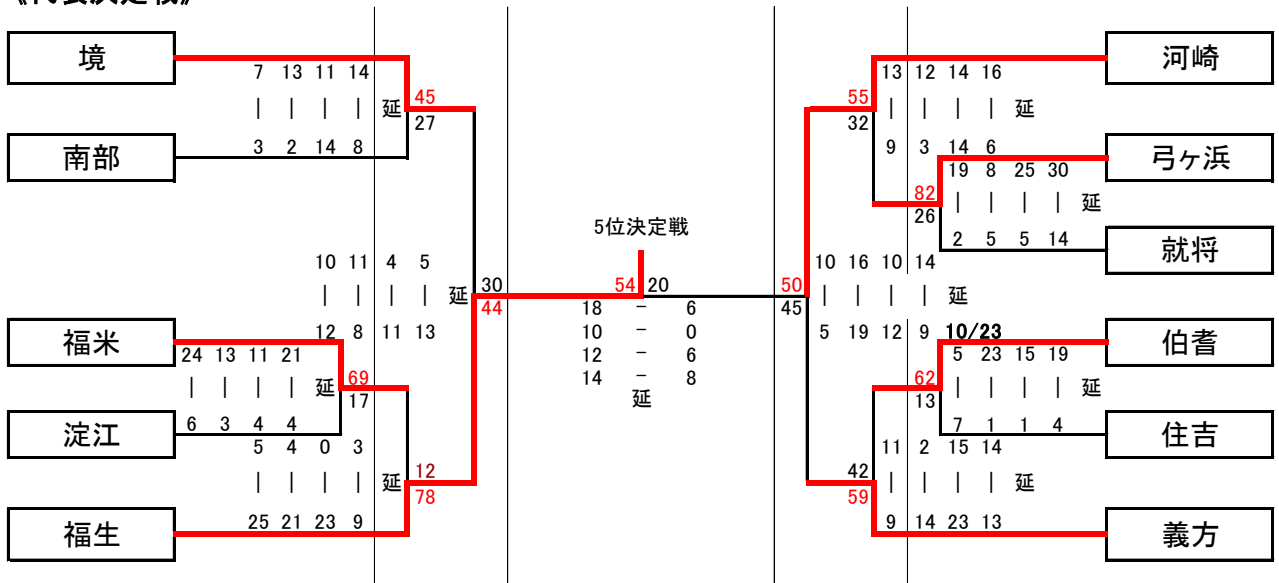 境
7 13 11 14
| | | | 延
45
27
3 2 14 8
南部
10 11 4 5
| | | | 延
30
44
12 8 11 13
福米
24 13 11 21
| | | | 延
69
17
6 3 4 4
淀江
5 4 0 3
| | | | 延
12
78
25 21 23 9
福生
5位決定戦
54 20
18 - 6
10 - 0
12 - 6
14 - 8
延
河崎
13 12 14 16
55
32
| | | | 延
9 3 14 6
弓ヶ浜
19 8 25 30
82
26
| | | | 延
2 5 5 14
就将
10 16 10 14
50
45
| | | | 延
5 19 12 9 10/23
伯耆
5 23 15 19
62
13
| | | | 延
7 1 1 4
住吉
11 2 15 14
42
59
| | | | 延
9 14 23 13
義方